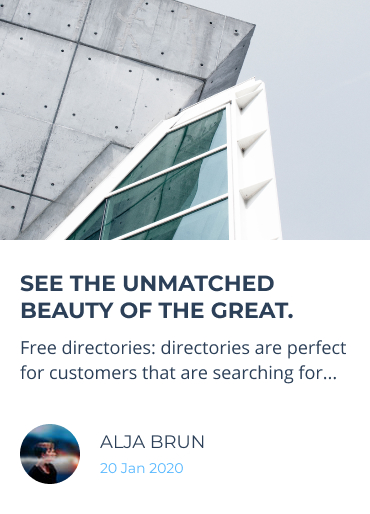 SEE THE UNMATCHED
BEAUTY OF THE GREAT.
Free directories: directories are perfect
for customers that are searching for...
ALJA BRUN
20 Jan 2020